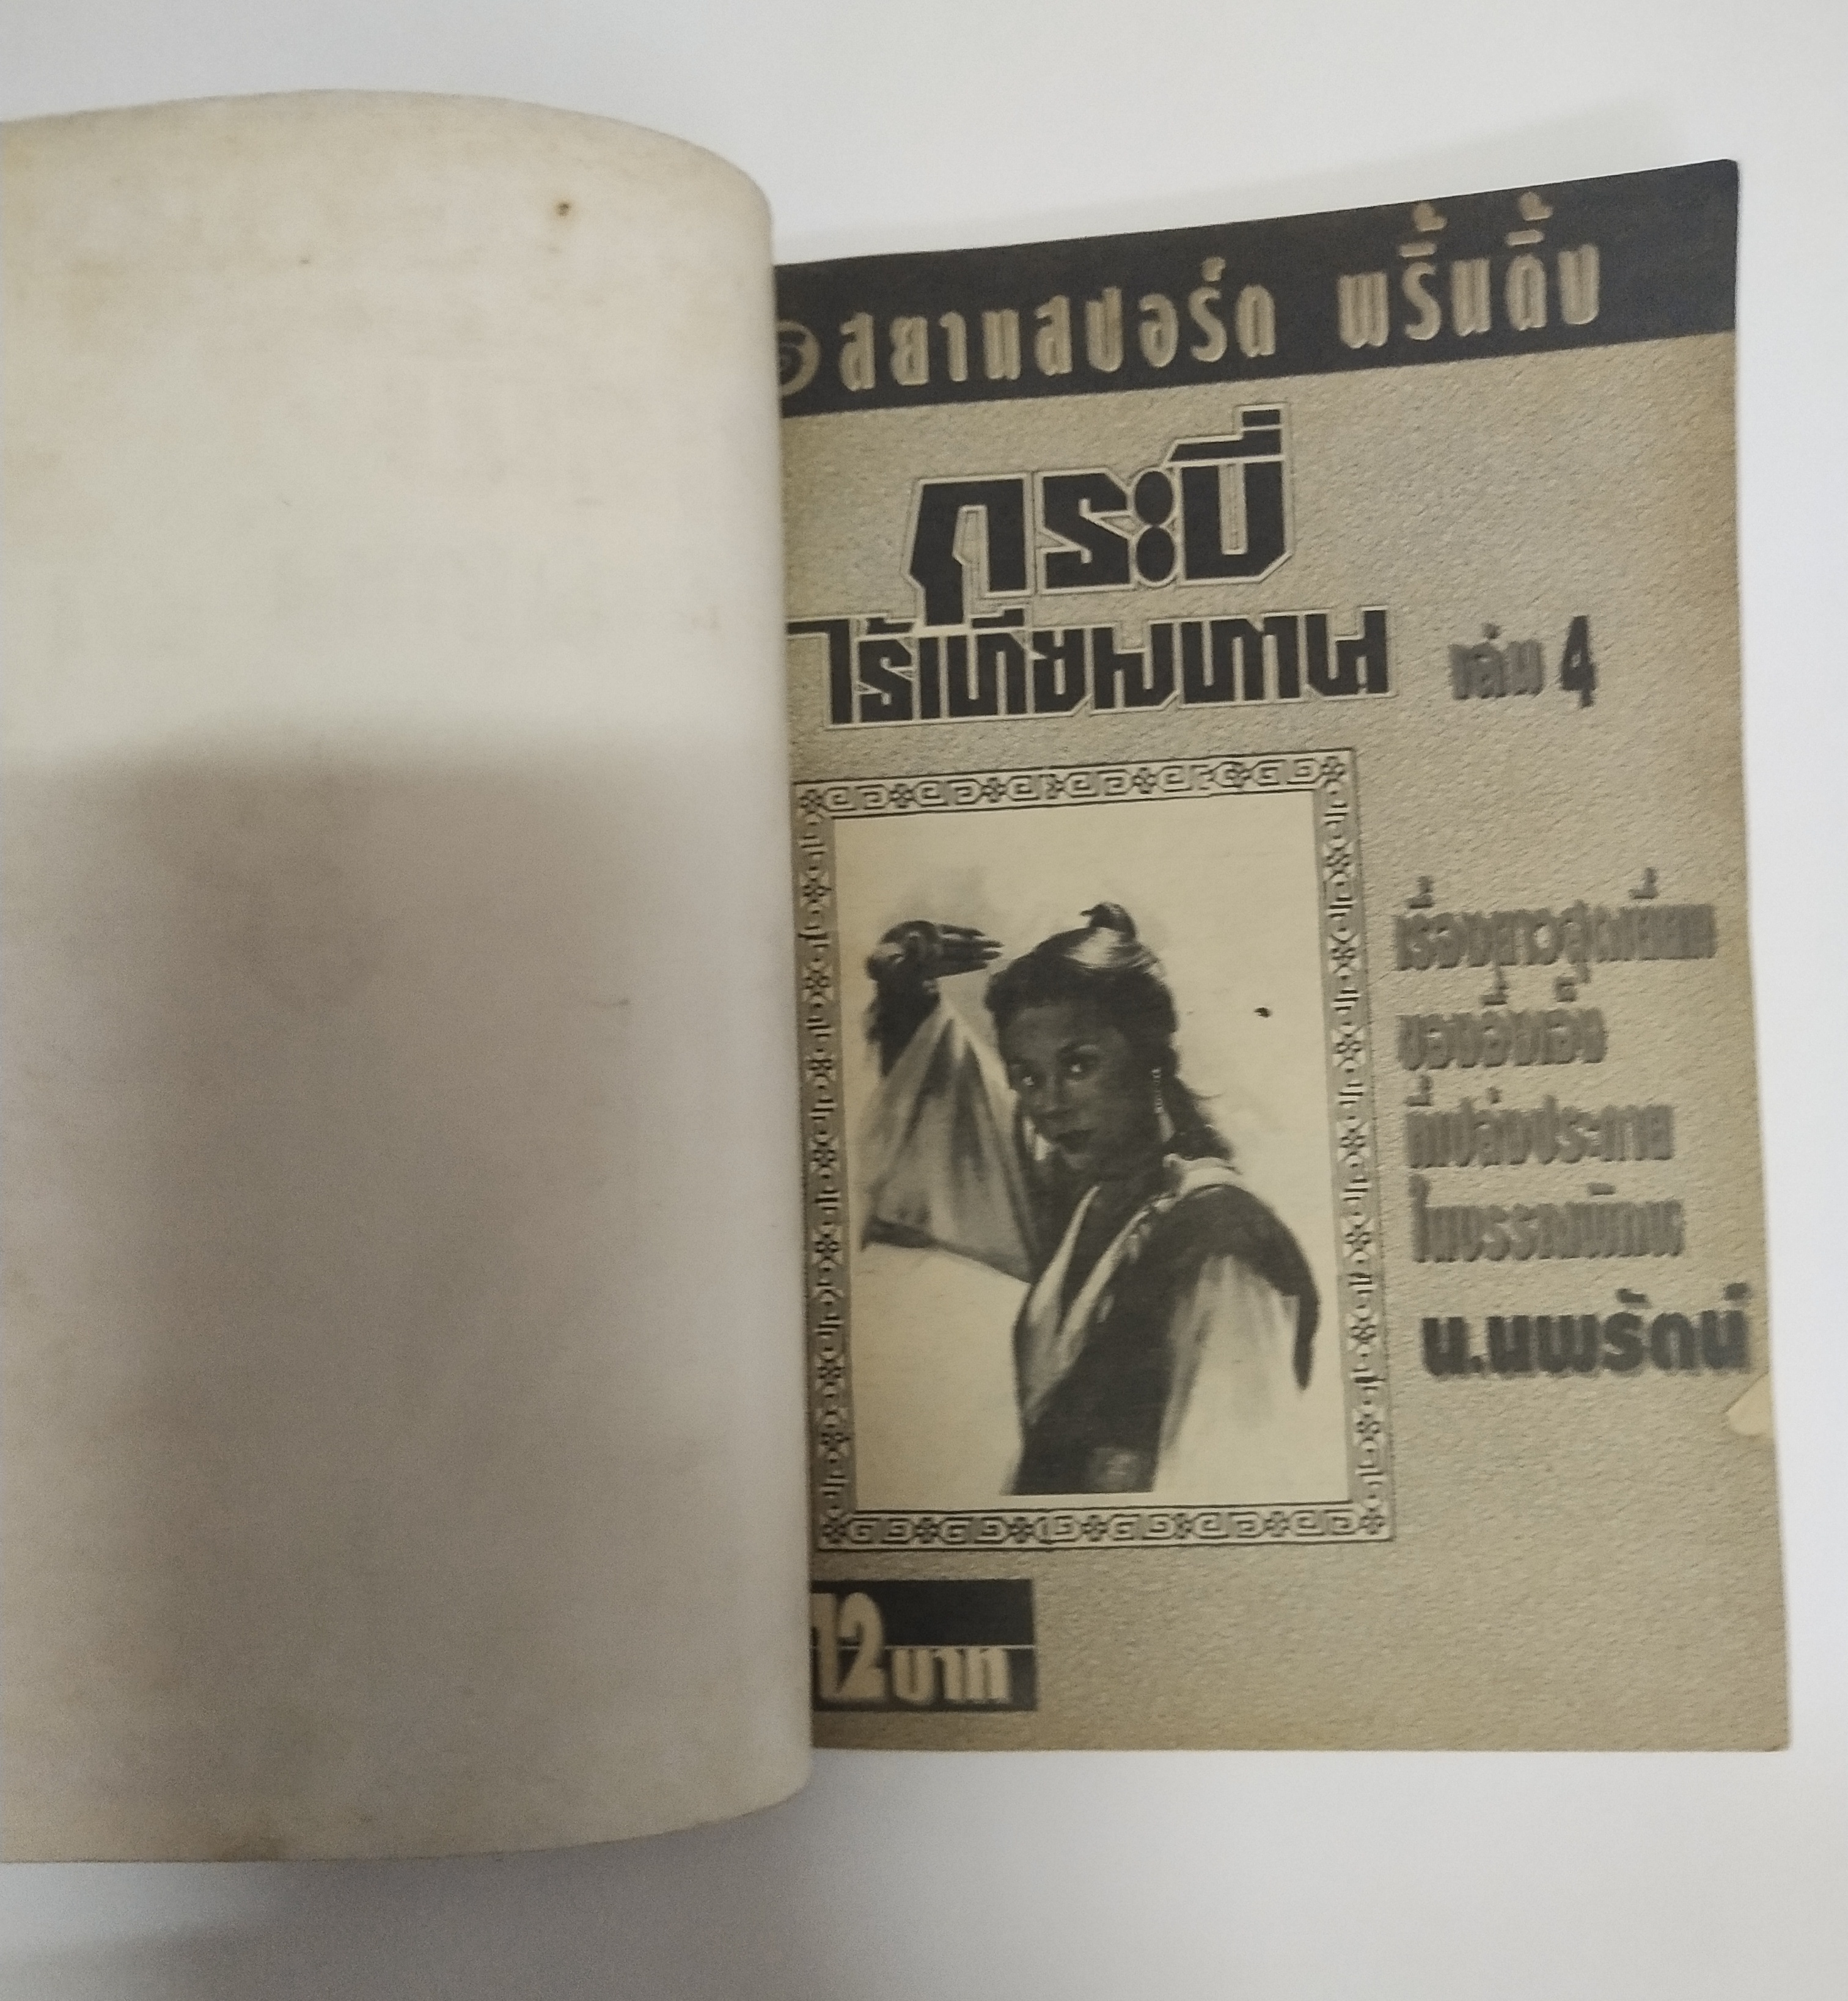 สยามสปอร์ต พริ้นติ้ง
กระบี่
ไร้เทียมทาน
เล่ม 4
เรื่องยาวสุดเยี่ยม
ของอึ้งเอ็ง
ที่เปล่งประกาย
ในบรรณพิภพ
น.นพรัตน์
12 บาท